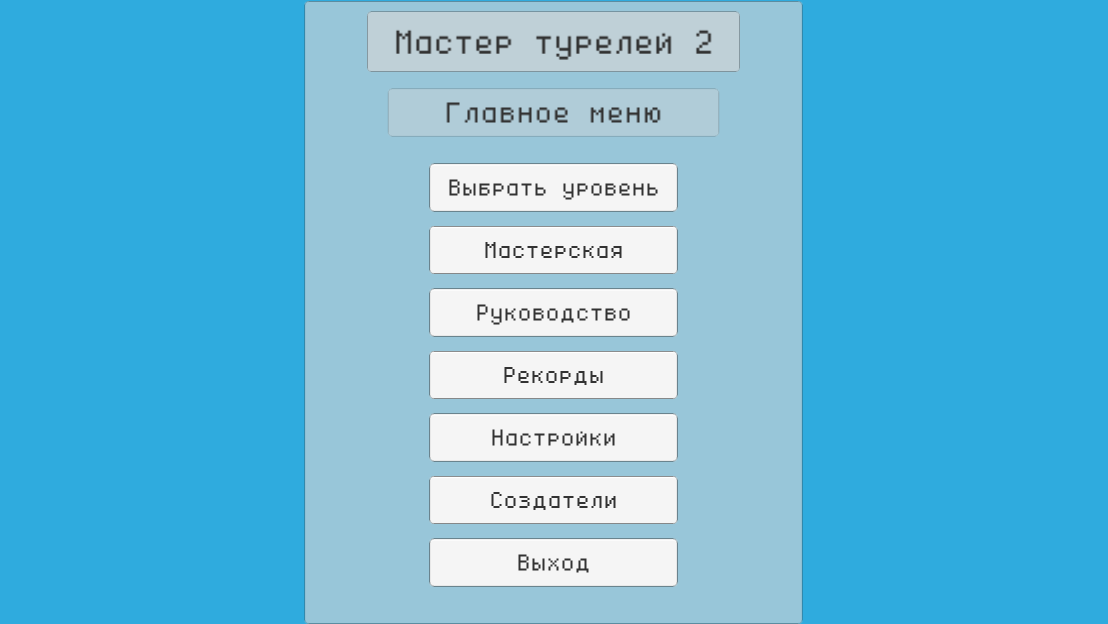 Мастер турелей 2
Главное меню
Выбрать уровень
Мастерская
Руководство
Рекорды
Настройки
Создатели
Выход